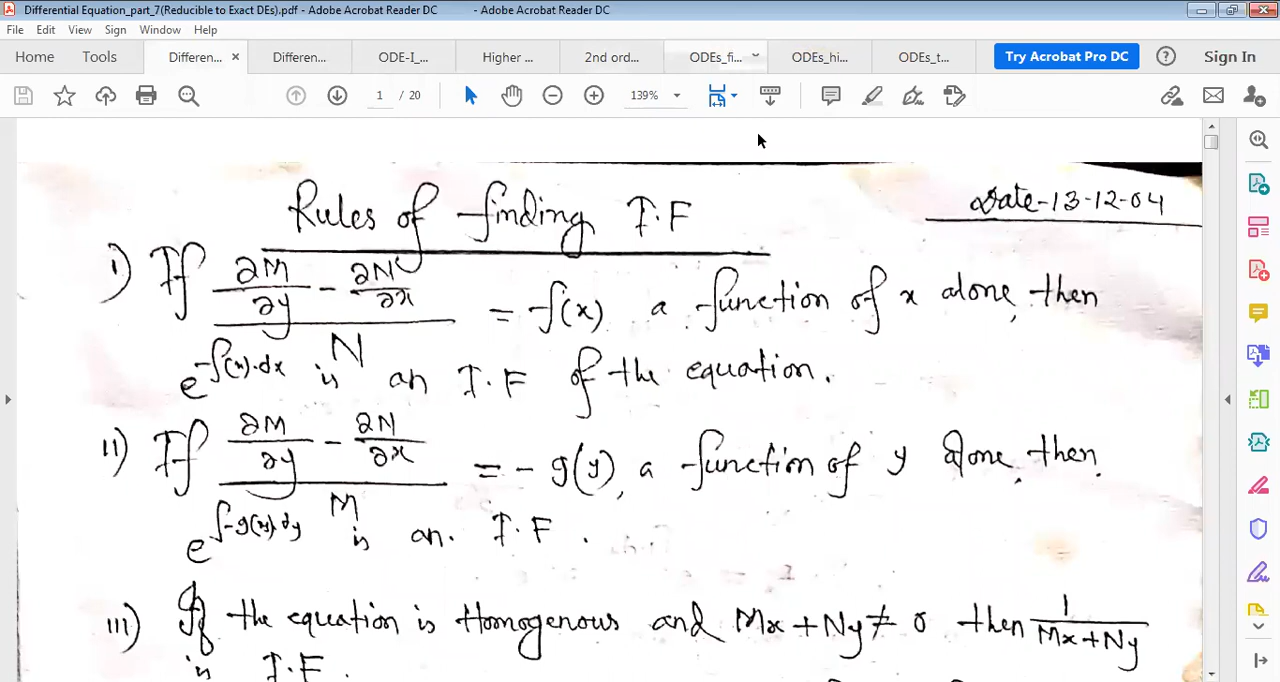 Differential Equation_part_7(Reducible to Exact DEs).pdf - Adobe Acrobat Reader DC - Adobe Acrobat Reader DC
File Edit View Sign Window Help
Home Tools Differen... × Differen... ODE-I_... Higher ... 2nd ord... ODEs_fi... ODEs_hi... ODEs_t... Try Acrobat Pro DC Sign In
1 / 20 139%
Date-13-12-04
Rules of finding I.F
i) If (∂M/∂y - ∂N/∂x)/N = f(x) a function of x alone, then
e^∫f(x).dx is an I.F of the equation.
ii) If (∂M/∂y - ∂N/∂x)/M = - g(y), a function of y alone, then
e^∫-g(y).dy is an. I.F .
iii) If the equation is Homogenous and Mx + Ny ≠ 0 then 1/(Mx+Ny)
is I.F.